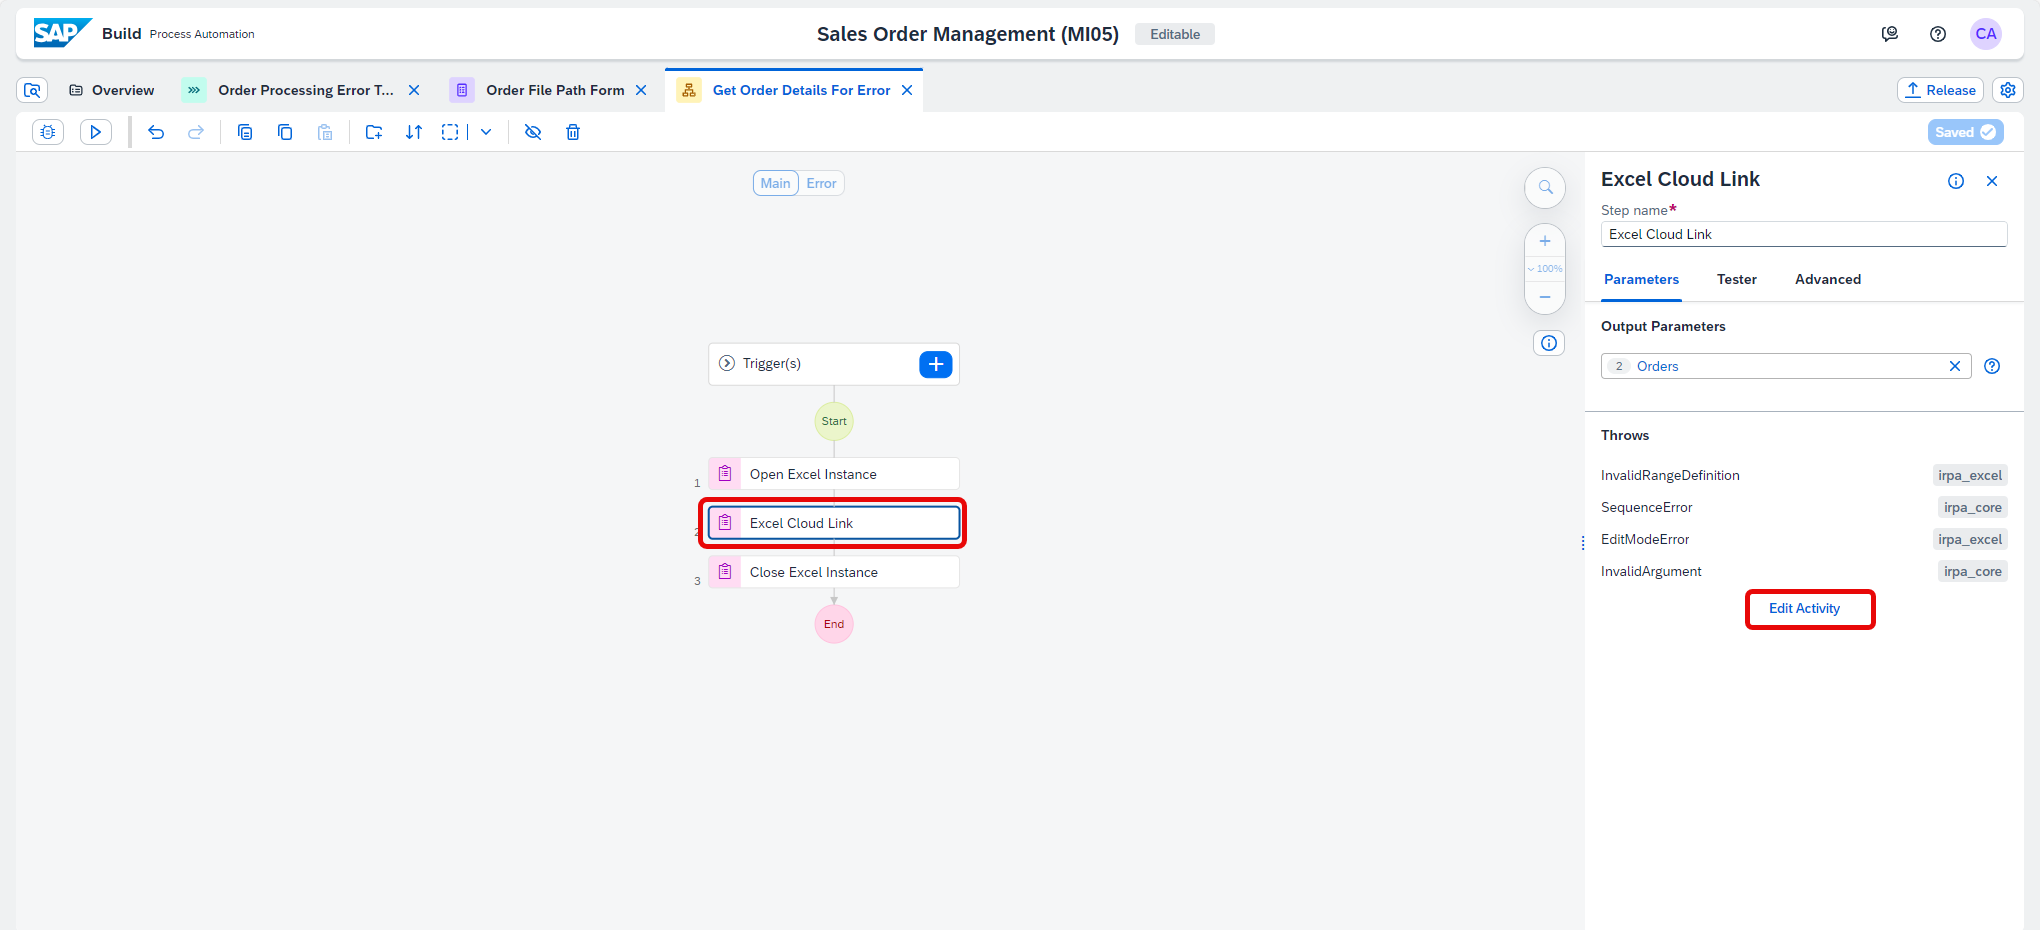 SAP Build Process Automation
Sales Order Management (MI05) Editable
CA
Overview
Order Processing Error T...
Order File Path Form
Get Order Details For Error
Release
Saved
Main Error
100%
Trigger(s)
Start
1 Open Excel Instance
2 Excel Cloud Link
3 Close Excel Instance
End
Excel Cloud Link
Step name*
Excel Cloud Link
Parameters Tester Advanced
Output Parameters
2 Orders
Throws
InvalidRangeDefinition irpa_excel
SequenceError irpa_core
EditModeError irpa_excel
InvalidArgument irpa_core
Edit Activity